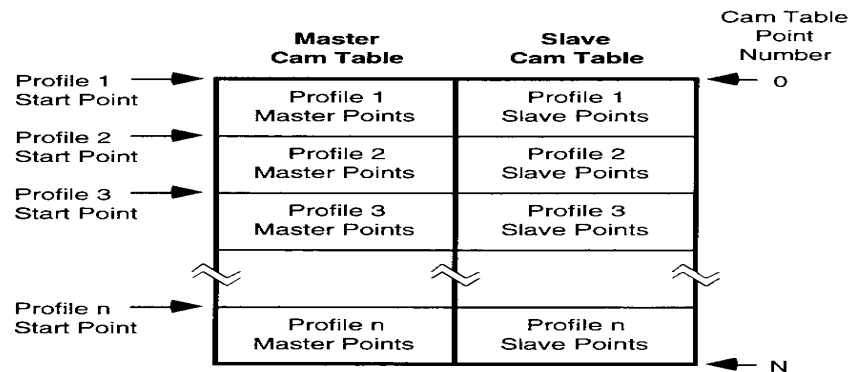 Cam Table
Point
Number
Master
Cam Table
Slave
Cam Table
Profile 1
Start Point
0
Profile 1
Master Points
Profile 1
Slave Points
Profile 2
Start Point
Profile 2
Master Points
Profile 2
Slave Points
Profile 3
Start Point
Profile 3
Master Points
Profile 3
Slave Points
Profile n
Start Point
Profile n
Master Points
Profile n
Slave Points
N